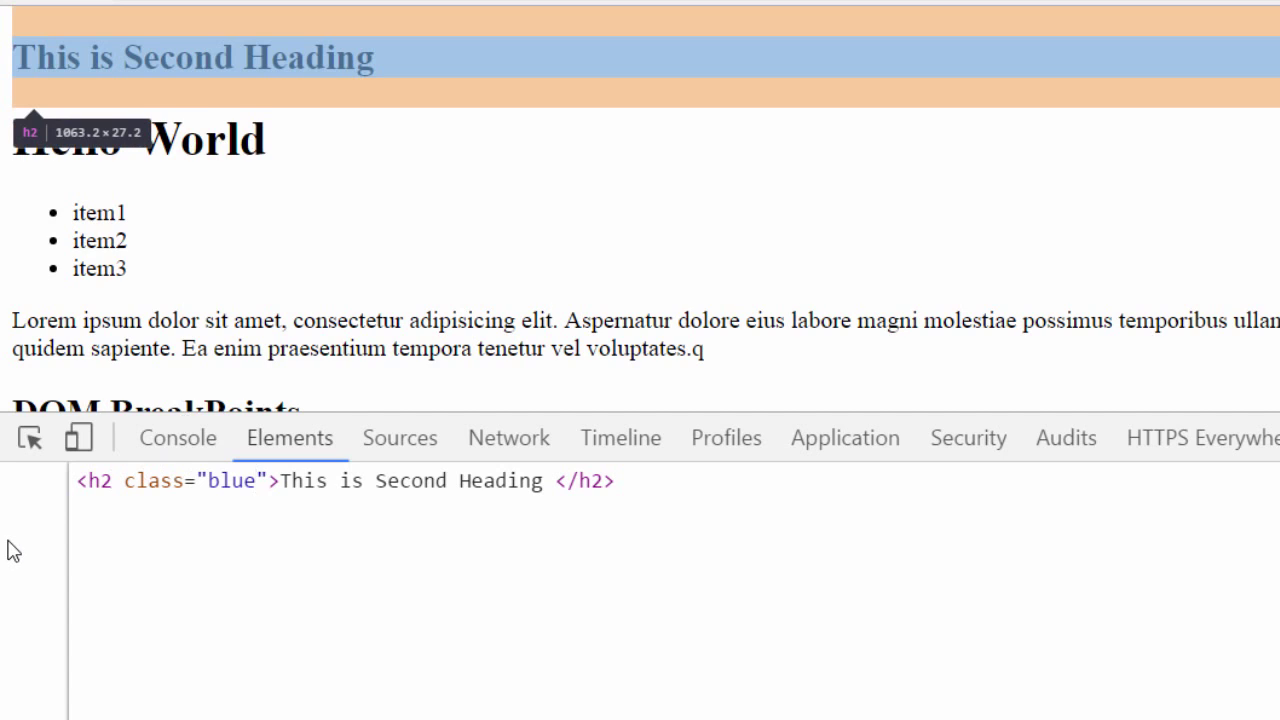 This is Second Heading
h2 1063.2 × 27.2
Hello World
item1
item2
item3
Lorem ipsum dolor sit amet, consectetur adipisicing elit. Aspernatur dolore eius labore magni molestiae possimus temporibus ullan
quidem sapiente. Ea enim praesentium tempora tenetur vel voluptates.q
DOM BreakPoints
Console Elements Sources Network Timeline Profiles Application Security Audits HTTPS Everywhe
<h2 class="blue">This is Second Heading </h2>